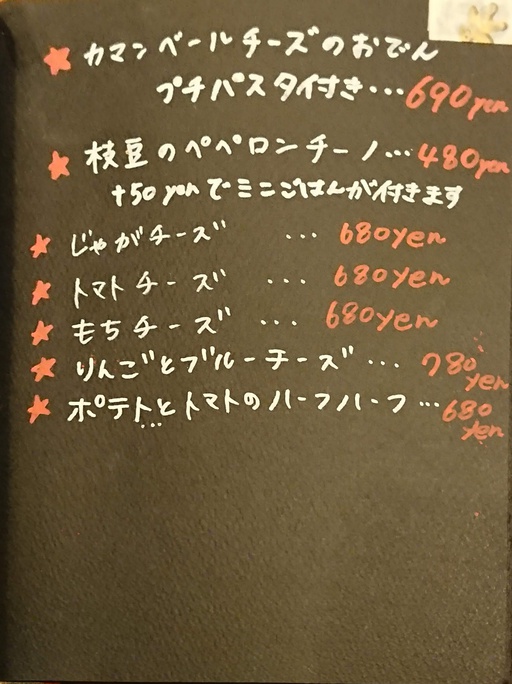 ★ カマンベールチーズのおでん
プチパスタ付き…690yen
★ 枝豆のペペロンチーノ…480yen
+50yenでミニごはんが付きます
★ じゃがチーズ …680yen
★ トマトチーズ …680yen
★ もちチーズ …680yen
★ りんごとブルーチーズ…780yen
★ ポテトとトマトのハーフハーフ…680yen